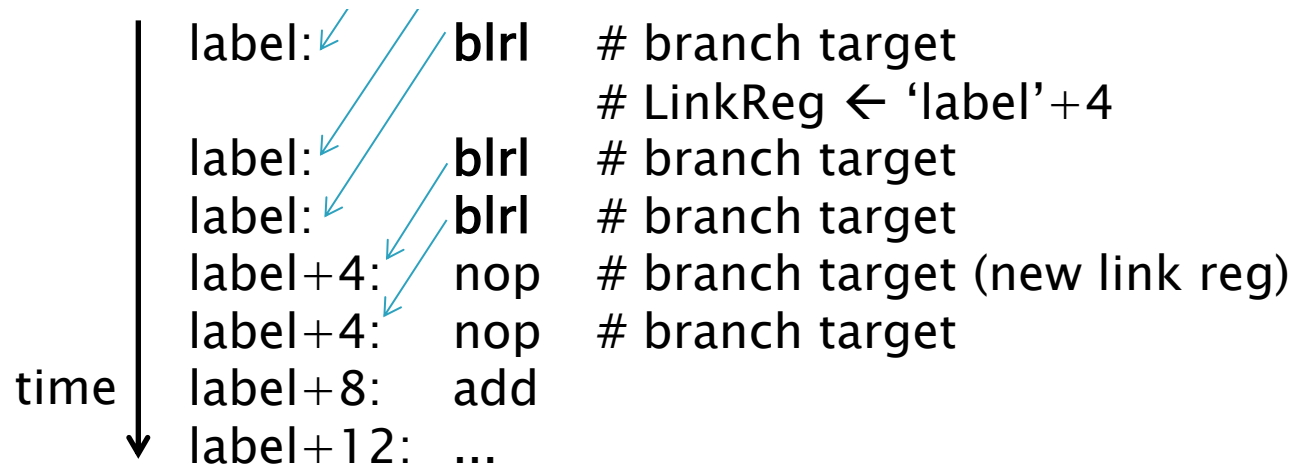 label: blrl # branch target
# LinkReg ← ‘label’+4
label: blrl # branch target
label: blrl # branch target
label+4: nop # branch target (new link reg)
label+4: nop # branch target
time label+8: add
label+12: ...